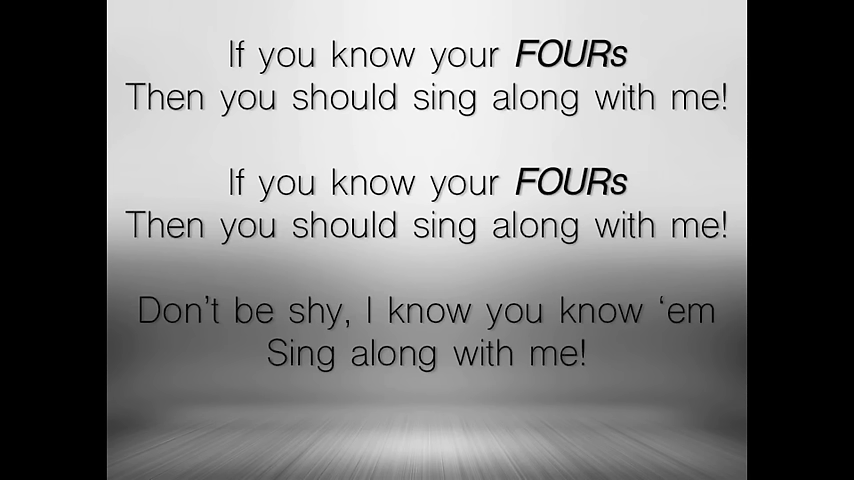 If you know your FOURs
Then you should sing along with me!
If you know your FOURs
Then you should sing along with me!
Don’t be shy, I know you know ‘em
Sing along with me!